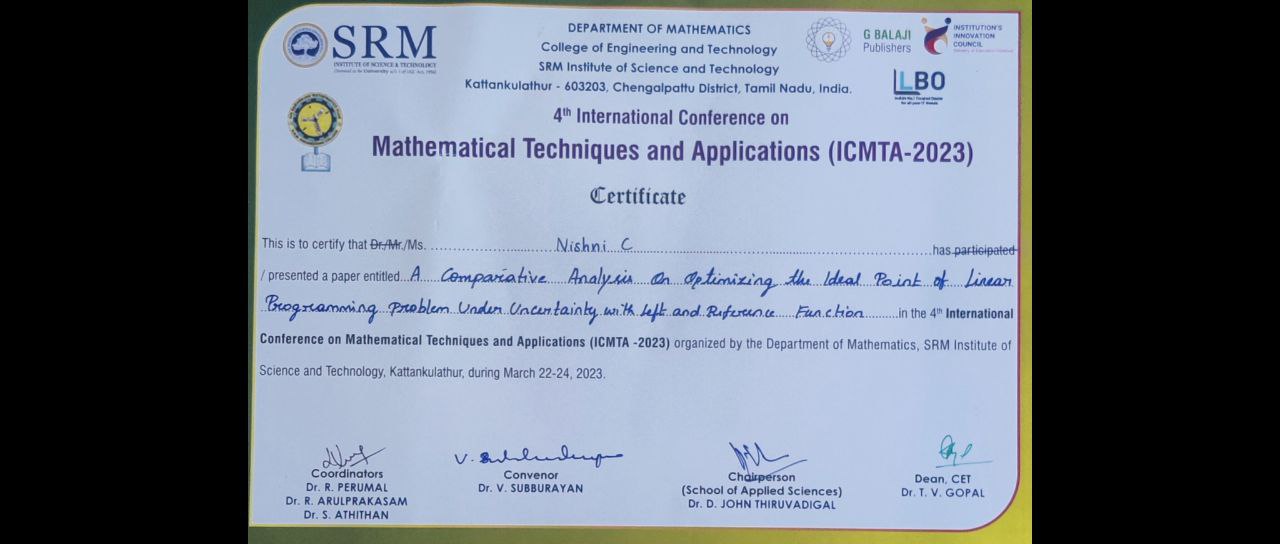 SRM
INSTITUTE OF SCIENCE & TECHNOLOGY
(Deemed to be University u/s 3 of UGC Act, 1956)
DEPARTMENT OF MATHEMATICS
College of Engineering and Technology
SRM Institute of Science and Technology
Kattankulathur - 603203, Chengalpattu District, Tamil Nadu, India.
G BALAJI
Publishers
INSTITUTION'S
INNOVATION
COUNCIL
LBO
4th International Conference on
Mathematical Techniques and Applications (ICMTA-2023)
Certificate
This is to certify that Dr./Mr./Ms. Nishni C has participated
/ presented a paper entitled A Compariative Analysis On Optimizing the Ideal Point of Linear
Programming Problem Under Uncertainty with Left and Reference Function in the 4th International
Conference on Mathematical Techniques and Applications (ICMTA -2023) organized by the Department of Mathematics, SRM Institute of
Science and Technology, Kattankulathur, during March 22-24, 2023.
Coordinators
Dr. R. PERUMAL
Dr. R. ARULPRAKASAM
Dr. S. ATHITHAN
Convenor
Dr. V. SUBBURAYAN
Chairperson
(School of Applied Sciences)
Dr. D. JOHN THIRUVADIGAL
Dean, CET
Dr. T. V. GOPAL